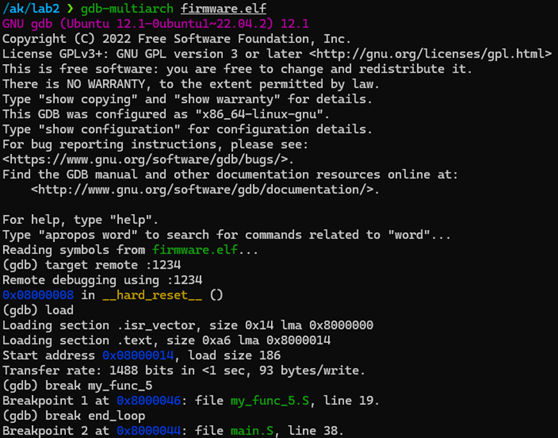 /ak/lab2 ❯ gdb-multiarch firmware.elf
GNU gdb (Ubuntu 12.1-0ubuntu1~22.04.2) 12.1
Copyright (C) 2022 Free Software Foundation, Inc.
License GPLv3+: GNU GPL version 3 or later <http://gnu.org/licenses/gpl.html>
This is free software: you are free to change and redistribute it.
There is NO WARRANTY, to the extent permitted by law.
Type "show copying" and "show warranty" for details.
This GDB was configured as "x86_64-linux-gnu".
Type "show configuration" for configuration details.
For bug reporting instructions, please see:
<https://www.gnu.org/software/gdb/bugs/>.
Find the GDB manual and other documentation resources online at:
    <http://www.gnu.org/software/gdb/documentation/>.

For help, type "help".
Type "apropos word" to search for commands related to "word"...
Reading symbols from firmware.elf...
(gdb) target remote :1234
Remote debugging using :1234
0x08000008 in __hard_reset__ ()
(gdb) load
Loading section .isr_vector, size 0x14 lma 0x8000000
Loading section .text, size 0xa6 lma 0x8000014
Start address 0x08000014, load size 186
Transfer rate: 1488 bits in <1 sec, 93 bytes/write.
(gdb) break my_func_5
Breakpoint 1 at 0x8000046: file my_func_5.S, line 19.
(gdb) break end_loop
Breakpoint 2 at 0x8000044: file main.S, line 38.